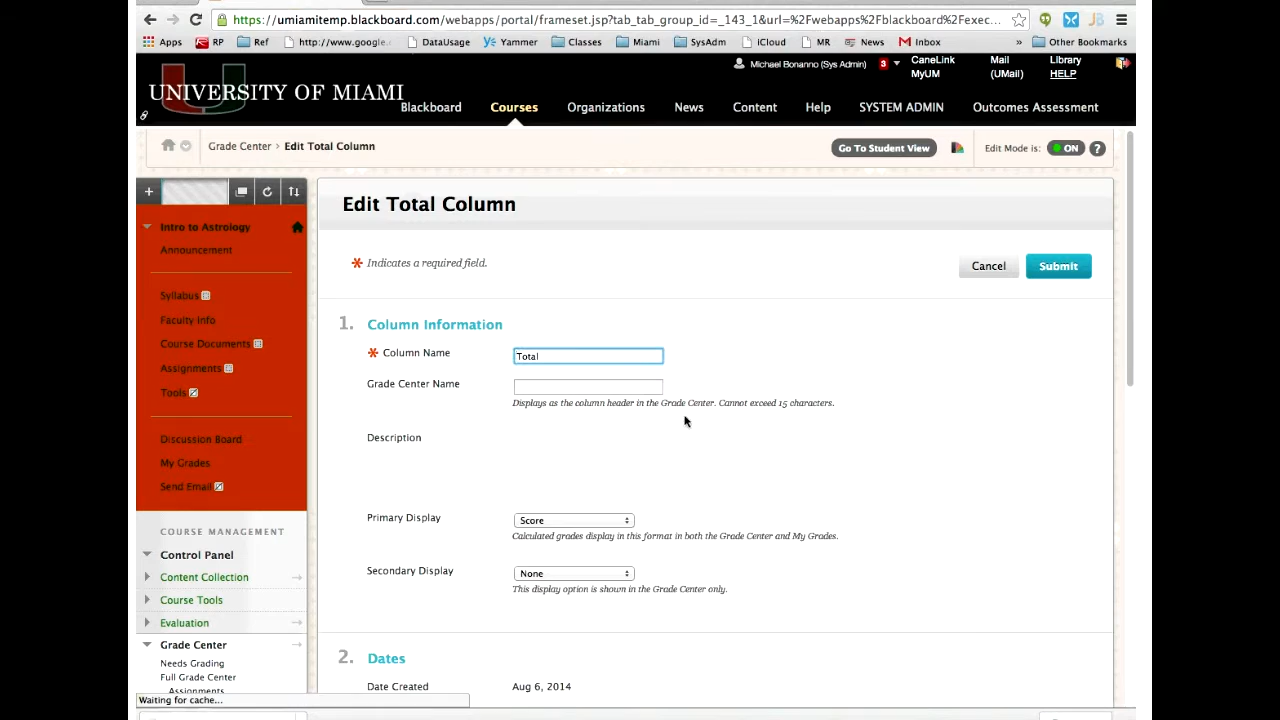 https://umiamitemp.blackboard.com/webapps/portal/frameset.jsp?tab_tab_group_id=_143_1&url=%2Fwebapps%2Fblackboard%2Fexec...
Apps RP Ref http://www.google. DataUsage Yammer Classes Miami SysAdm iCloud MR News Inbox » Other Bookmarks
Michael Bonanno (Sys Admin) 3 CaneLink Mail Library
MyUM (UMail) HELP
UNIVERSITY OF MIAMI
Blackboard Courses Organizations News Content Help SYSTEM ADMIN Outcomes Assessment
Grade Center > Edit Total Column Go To Student View Edit Mode is: ON ?
Edit Total Column
* Indicates a required field.
Cancel Submit
Intro to Astrology
Announcement
Syllabus
Faculty Info
Course Documents
Assignments
Tools
Discussion Board
My Grades
Send Email
COURSE MANAGEMENT
Control Panel
Content Collection
Course Tools
Evaluation
Grade Center
Needs Grading
Full Grade Center
Assignments
Waiting for cache...
1. Column Information
* Column Name Total
Grade Center Name
Displays as the column header in the Grade Center. Cannot exceed 15 characters.
Description
Primary Display Score
Calculated grades display in this format in both the Grade Center and My Grades.
Secondary Display None
This display option is shown in the Grade Center only.
2. Dates
Date Created Aug 6, 2014